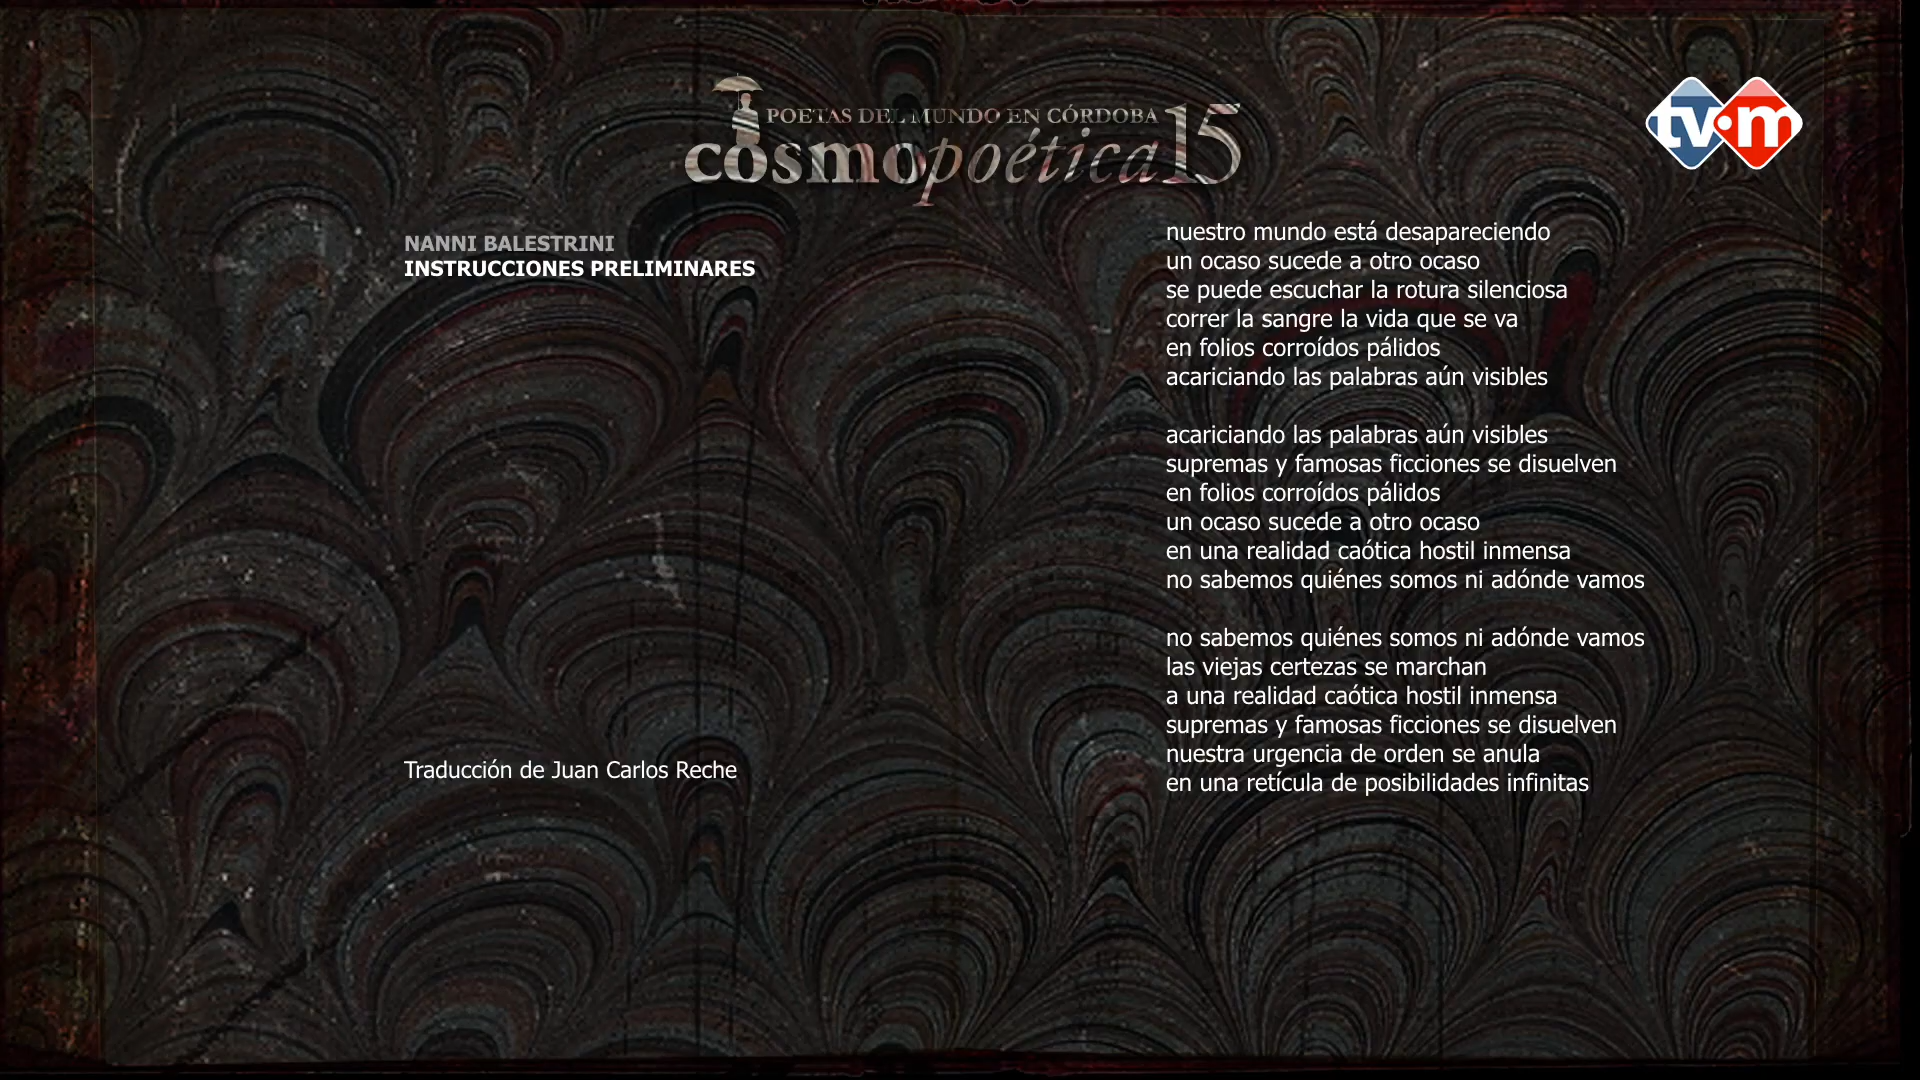 POETAS DEL MUNDO EN CÓRDOBA
cosmopoética15
tv·m
NANNI BALESTRINI
INSTRUCCIONES PRELIMINARES
Traducción de Juan Carlos Reche
nuestro mundo está desapareciendo
un ocaso sucede a otro ocaso
se puede escuchar la rotura silenciosa
correr la sangre la vida que se va
en folios corroídos pálidos
acariciando las palabras aún visibles
acariciando las palabras aún visibles
supremas y famosas ficciones se disuelven
en folios corroídos pálidos
un ocaso sucede a otro ocaso
en una realidad caótica hostil inmensa
no sabemos quiénes somos ni adónde vamos
no sabemos quiénes somos ni adónde vamos
las viejas certezas se marchan
a una realidad caótica hostil inmensa
supremas y famosas ficciones se disuelven
nuestra urgencia de orden se anula
en una retícula de posibilidades infinitas